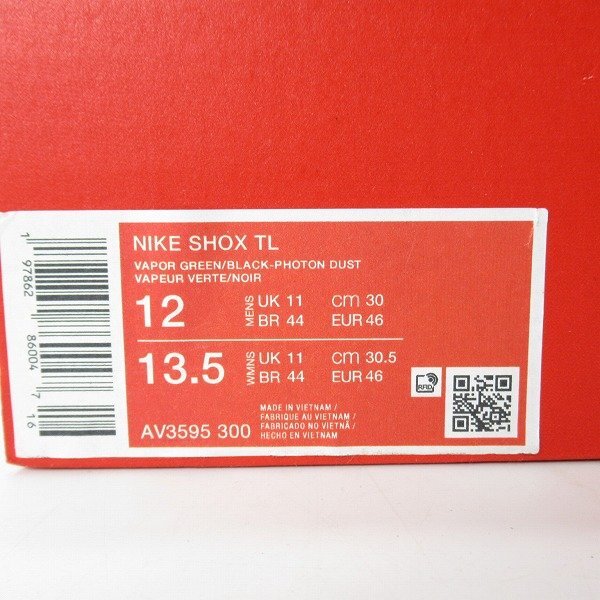 NIKE SHOX TL
VAPOR GREEN/BLACK-PHOTON DUST
VAPEUR VERTE/NOIR
12 MENS UK 11 cm 30
BR 44 EUR 46
13.5 WMNS UK 11 cm 30.5
BR 44 EUR 46
AV3595 300
MADE IN VIETNAM /
FABRIQUE AU VIETNAM /
FABRICADO NO VIETNÃ /
HECHO EN VIETNAM
RFID
1 97862 86004 7 16